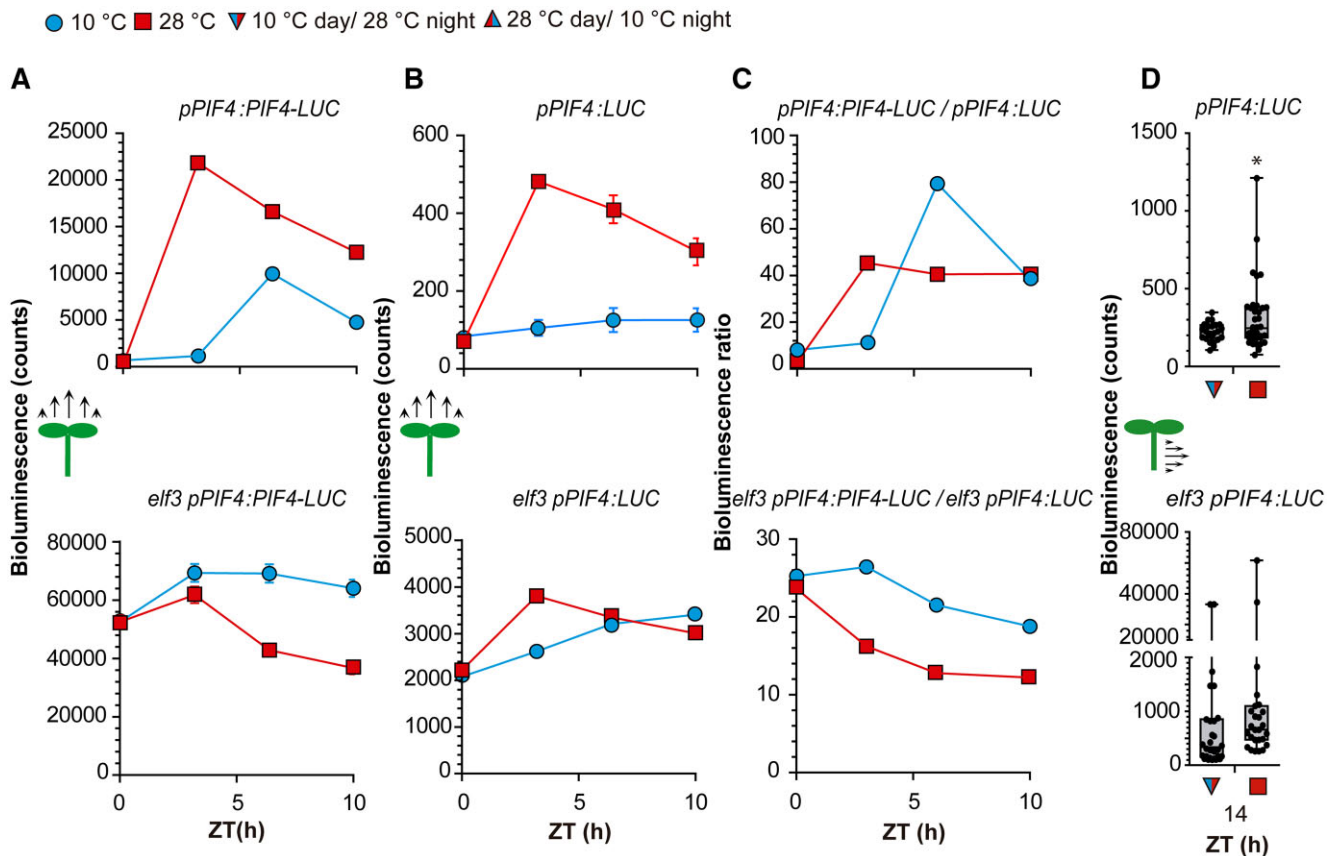 10 °C 28 °C 10 °C day/ 28 °C night 28 °C day/ 10 °C night
A B C D
pPIF4:PIF4-LUC
pPIF4:LUC
pPIF4:PIF4-LUC / pPIF4:LUC
pPIF4:LUC
25000
20000
15000
10000
5000
0
600
400
200
0
100
80
60
40
20
0
1500
1000
500
0
*
Bioluminescence (counts)
Bioluminescence (counts)
Bioluminescence ratio
Bioluminescence (counts)
elf3 pPIF4:PIF4-LUC
elf3 pPIF4:LUC
elf3 pPIF4:PIF4-LUC / elf3 pPIF4:LUC
elf3 pPIF4:LUC
80000
60000
40000
20000
0
5000
4000
3000
2000
1000
0
30
20
10
0
80000
40000
20000
2000
1000
0
0 5 10
0 5 10
0 5 10
14
ZT(h)
ZT (h)
ZT (h)
ZT (h)